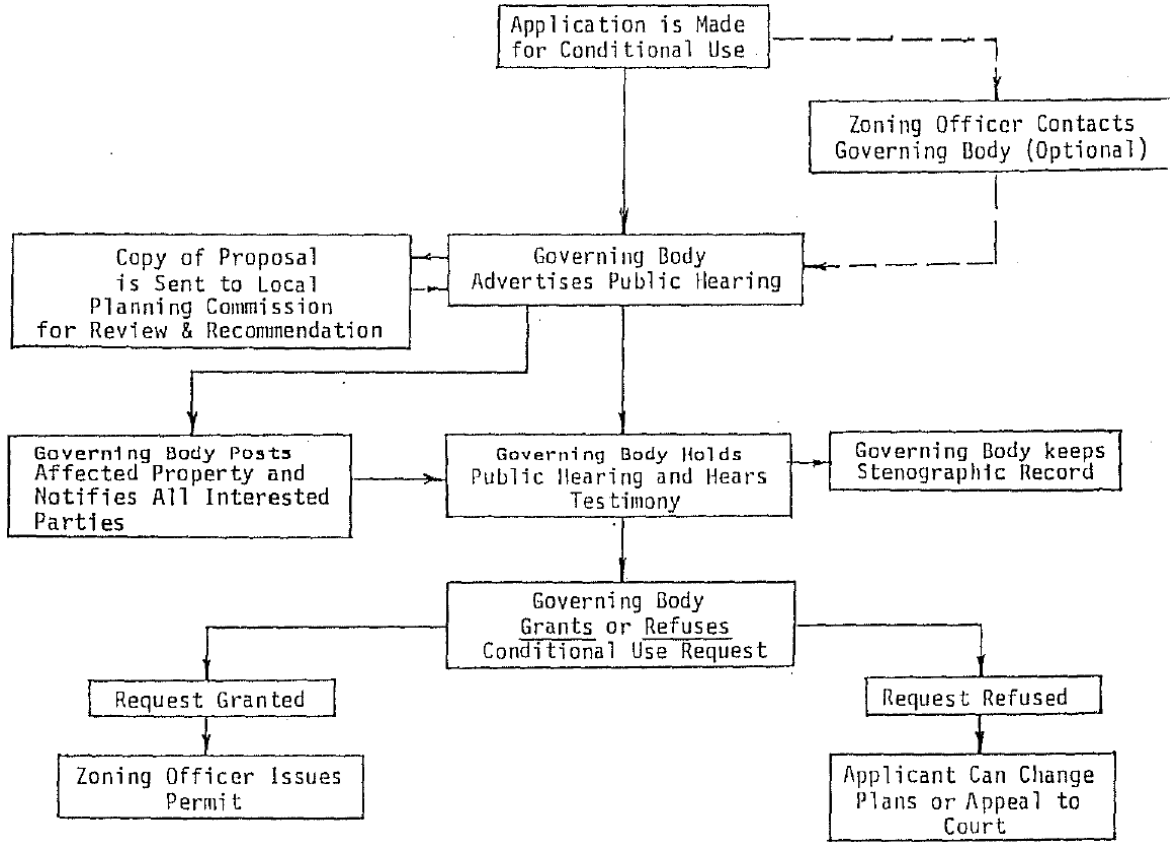 Application is Made
for Conditional Use
Zoning Officer Contacts
Governing Body (Optional)
Copy of Proposal
is Sent to Local
Planning Commission
for Review & Recommendation
Governing Body
Advertises Public Hearing
Governing Body Posts
Affected Property and
Notifies All Interested
Parties
Governing Body Holds
Public Hearing and Hears
Testimony
Governing Body keeps
Stenographic Record
Governing Body
Grants or Refuses
Conditional Use Request
Request Granted
Request Refused
Zoning Officer Issues
Permit
Applicant Can Change
Plans or Appeal to
Court